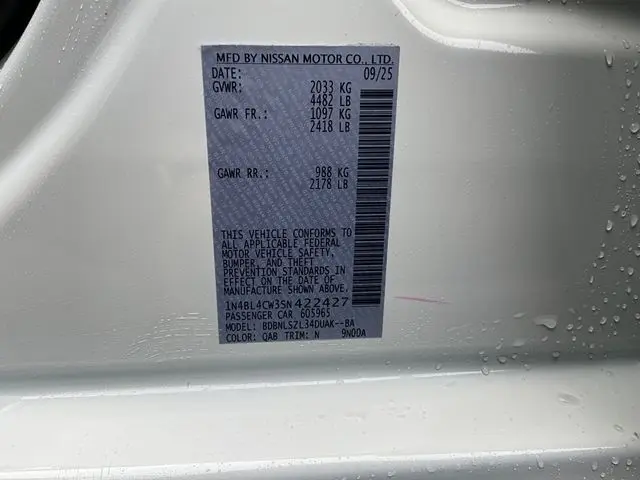 MFD BY NISSAN MOTOR CO., LTD.
DATE: 09/25
GVWR: 2033 KG
4482 LB
GAWR FR.: 1097 KG
2418 LB
GAWR RR.: 988 KG
2178 LB
THIS VEHICLE CONFORMS TO
ALL APPLICABLE FEDERAL
MOTOR VEHICLE SAFETY,
BUMPER, AND THEFT
PREVENTION STANDARDS IN
EFFECT ON THE DATE OF
MANUFACTURE SHOWN ABOVE.
1N4BL4CW3SN422427
PASSENGER CAR 605965
MODEL: BDBNLSZL34DUAK--BA
COLOR: QAB TRIM: N 9N00A